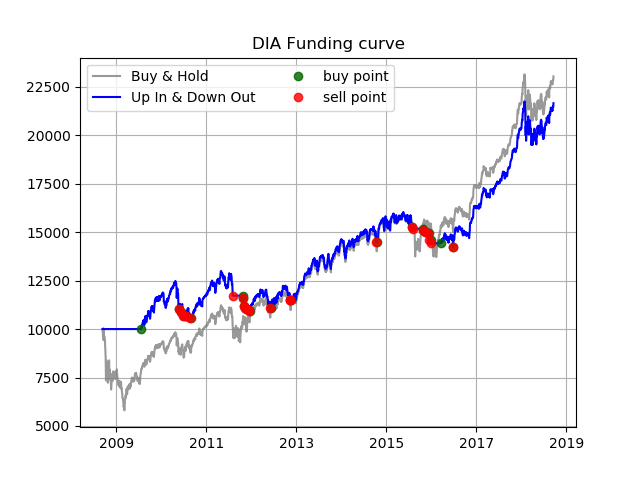 DIA Funding curve
Buy & Hold
Up In & Down Out
buy point
sell point
22500
20000
17500
15000
12500
10000
7500
5000
2009 2011 2013 2015 2017 2019